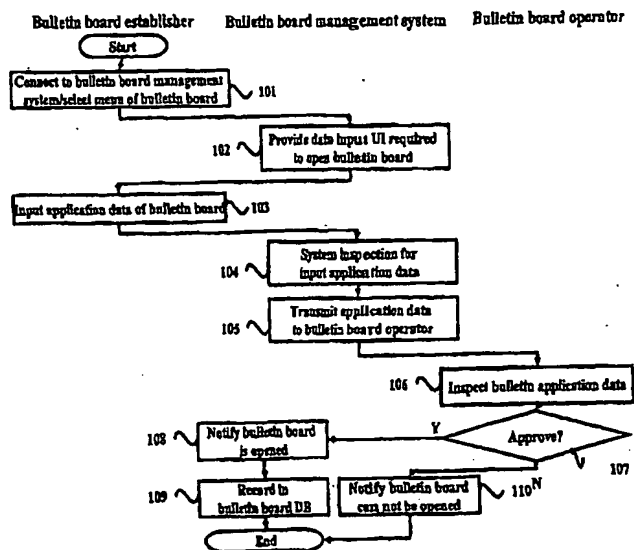 Bulletin board establisher
Bulletin board management system
Bulletin board operator
Start
Connect to bulletin board management
system/select menu of bulletin board
101
102
Provide data input UI required
to open bulletin board
Input application data of bulletin board
103
104
System inspection for
input application data
105
Transmit application data
to bulletin board operator
106
Inspect bulletin application data
108
Notify bulletin board
is opened
Y
Approve?
107
109
Record in
bulletin board DB
Notify bulletin board
can not be opened
110
N
End